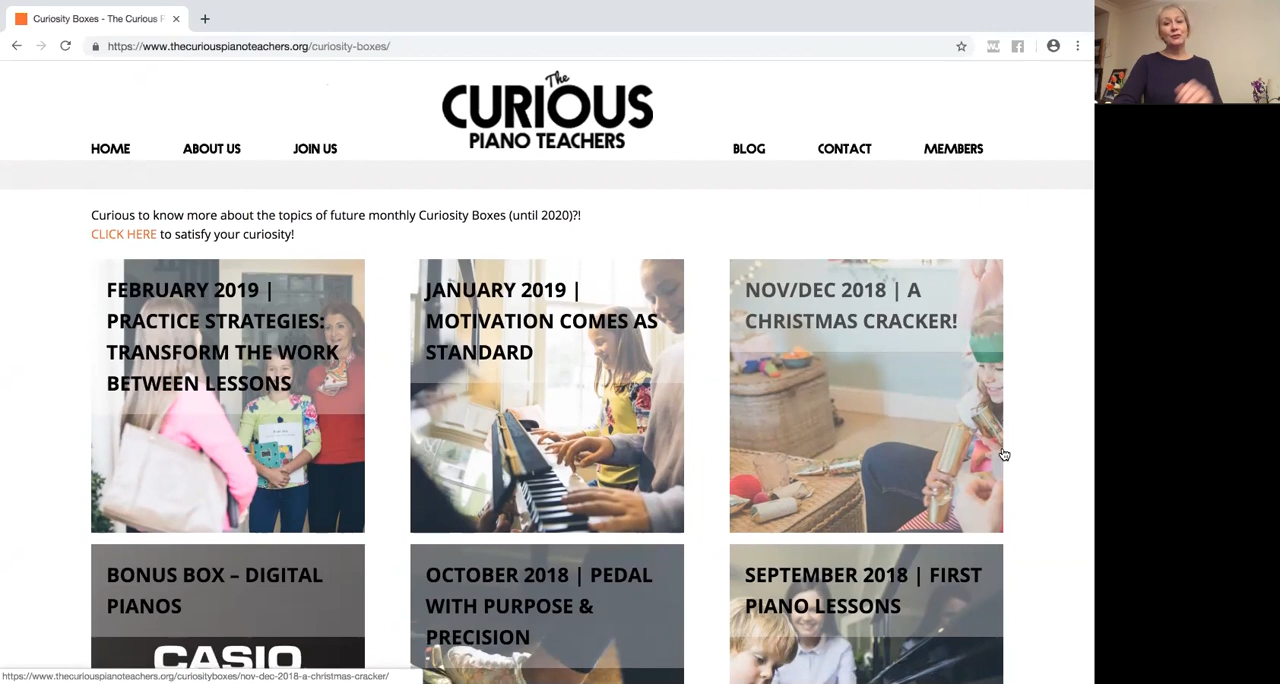 Curiosity Boxes - The Curious P
https://www.thecuriouspianoteachers.org/curiosity-boxes/
The
CURIOUS
PIANO TEACHERS
HOME
ABOUT US
JOIN US
BLOG
CONTACT
MEMBERS
Curious to know more about the topics of future monthly Curiosity Boxes (until 2020)?!
CLICK HERE to satisfy your curiosity!
FEBRUARY 2019 |
PRACTICE STRATEGIES:
TRANSFORM THE WORK
BETWEEN LESSONS
JANUARY 2019 |
MOTIVATION COMES AS
STANDARD
NOV/DEC 2018 | A
CHRISTMAS CRACKER!
BONUS BOX – DIGITAL
PIANOS
CASIO
OCTOBER 2018 | PEDAL
WITH PURPOSE &
PRECISION
SEPTEMBER 2018 | FIRST
PIANO LESSONS
https://www.thecuriouspianoteachers.org/curiosityboxes/nov-dec-2018-a-christmas-cracker/